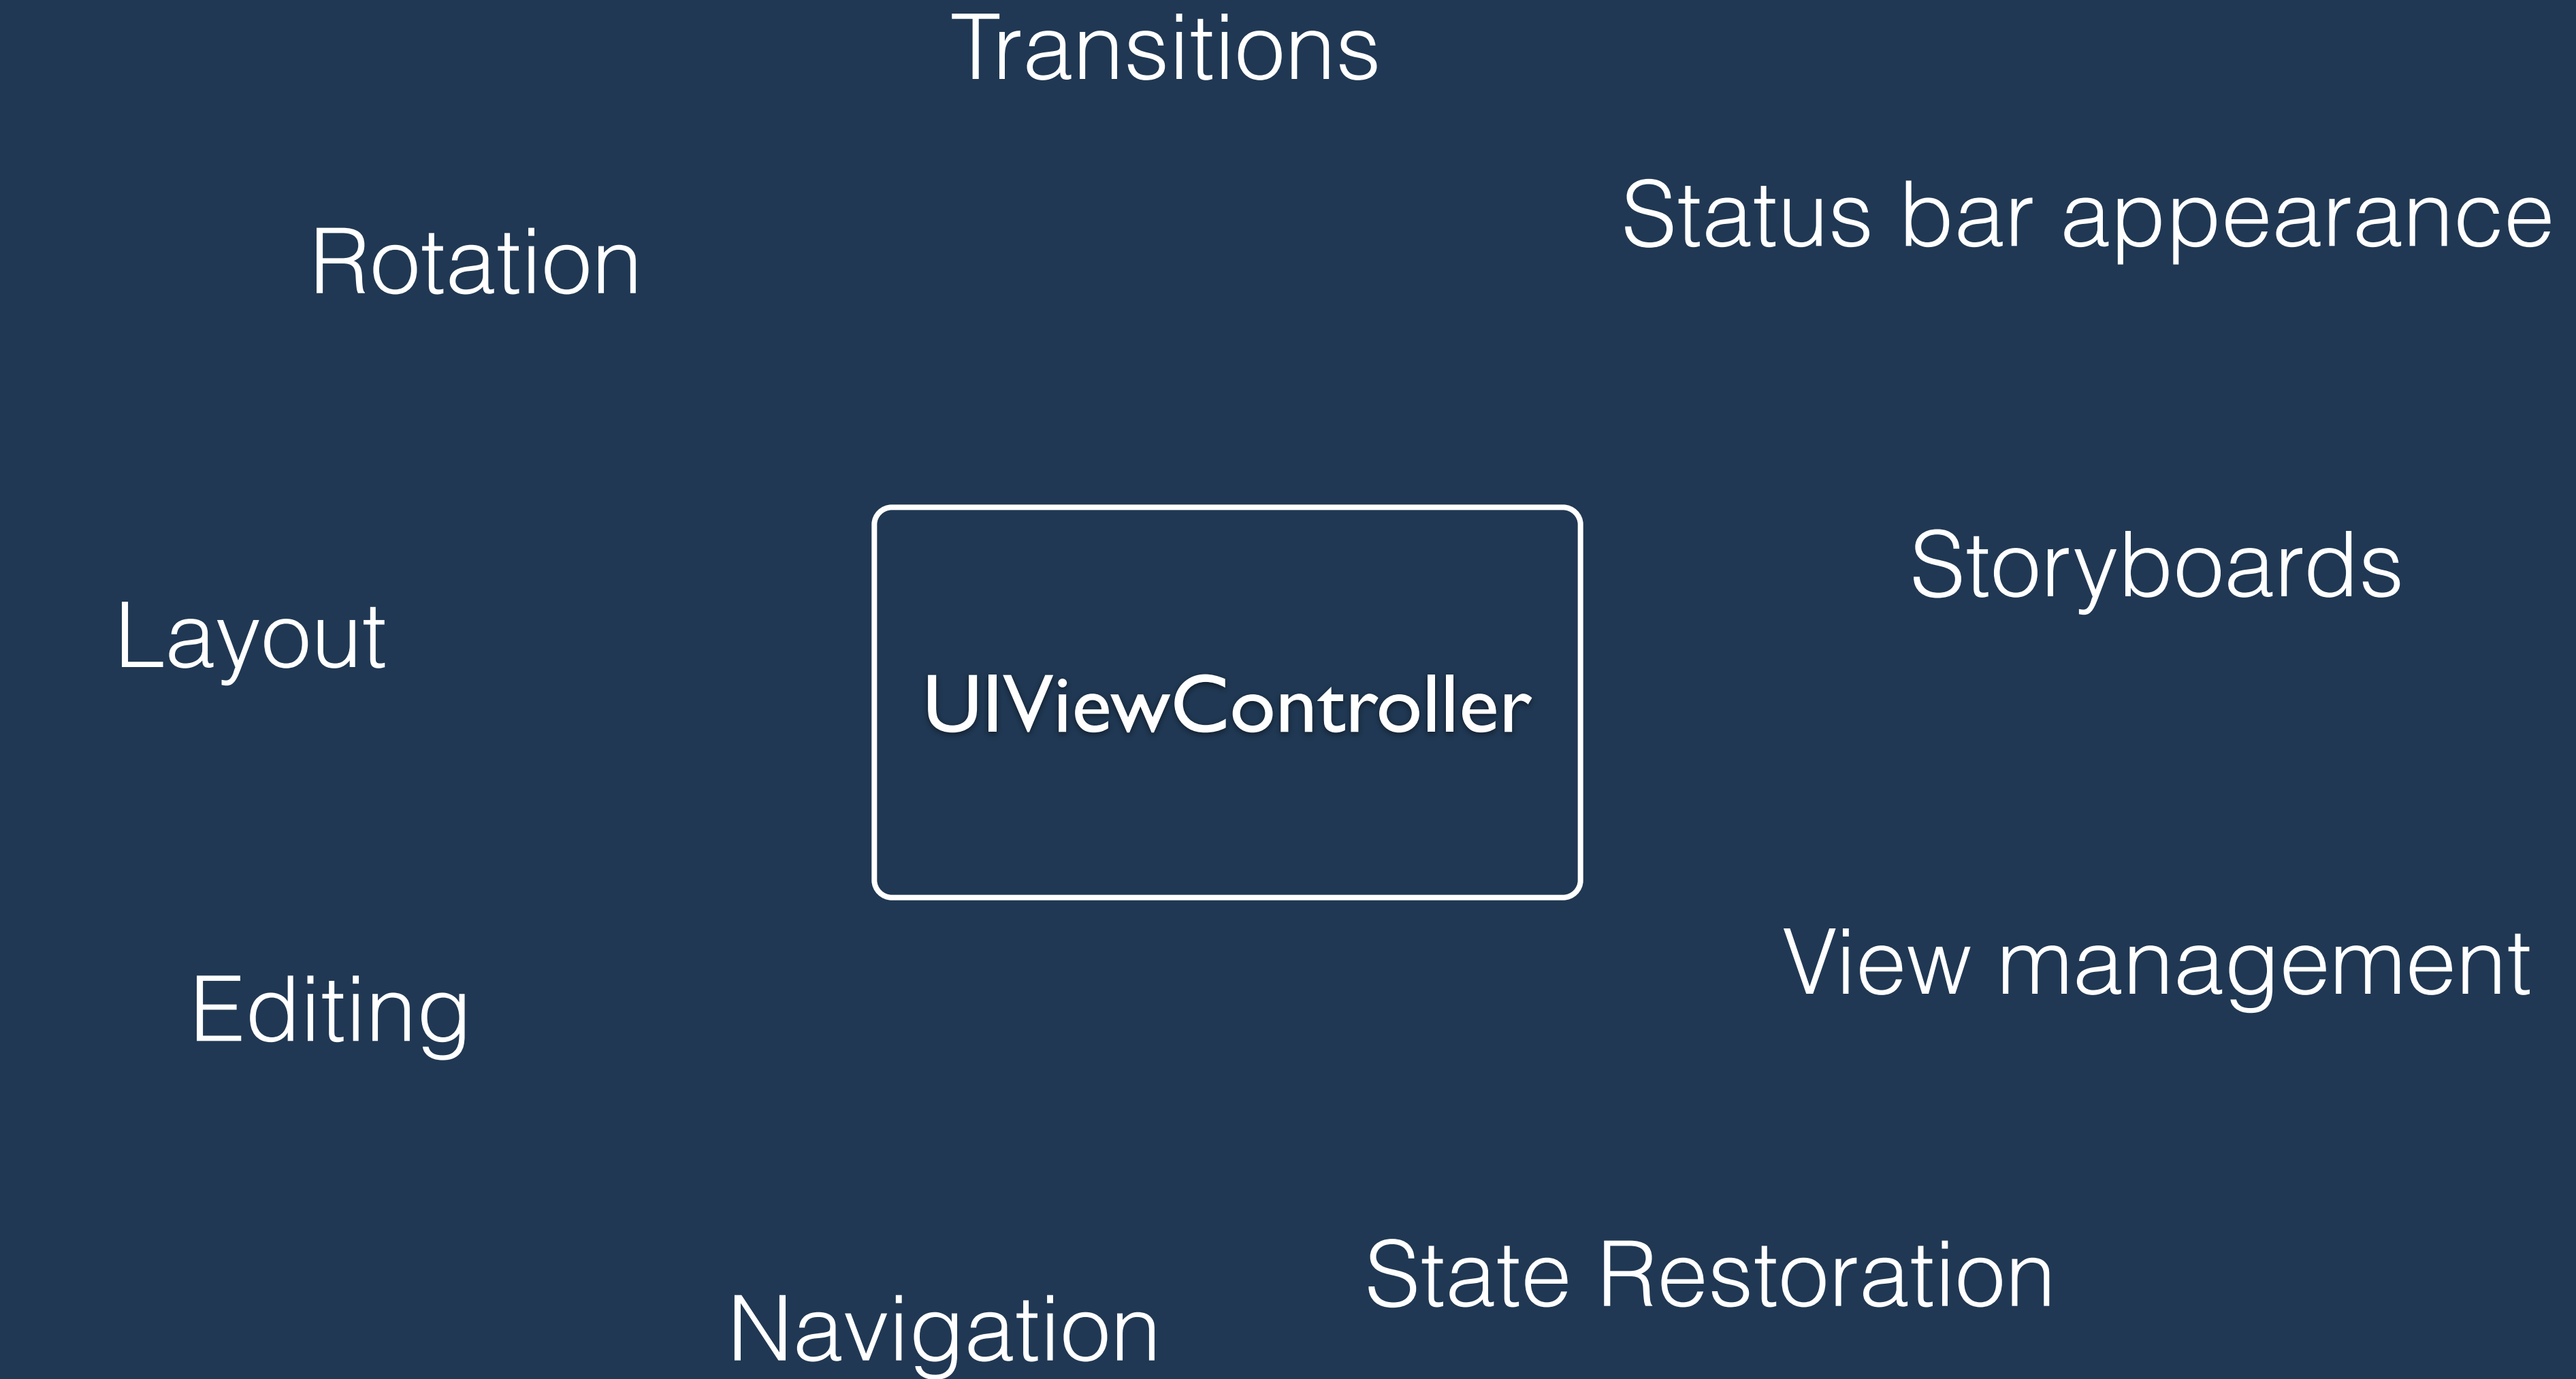 Transitions
Status bar appearance
Rotation
Storyboards
Layout
UIViewController
View management
Editing
State Restoration
Navigation